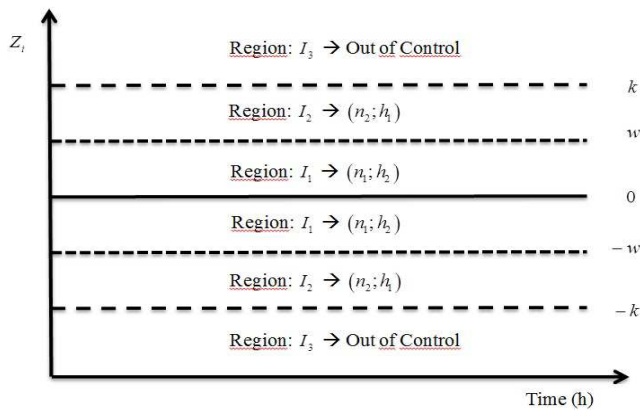 Z_t
Region: I_3 → Out of Control
k
Region: I_2 → (n_2; h_1)
w
Region: I_1 → (n_1; h_2)
0
Region: I_1 → (n_1; h_2)
− w
Region: I_2 → (n_2; h_1)
− k
Region: I_3 → Out of Control
Time (h)